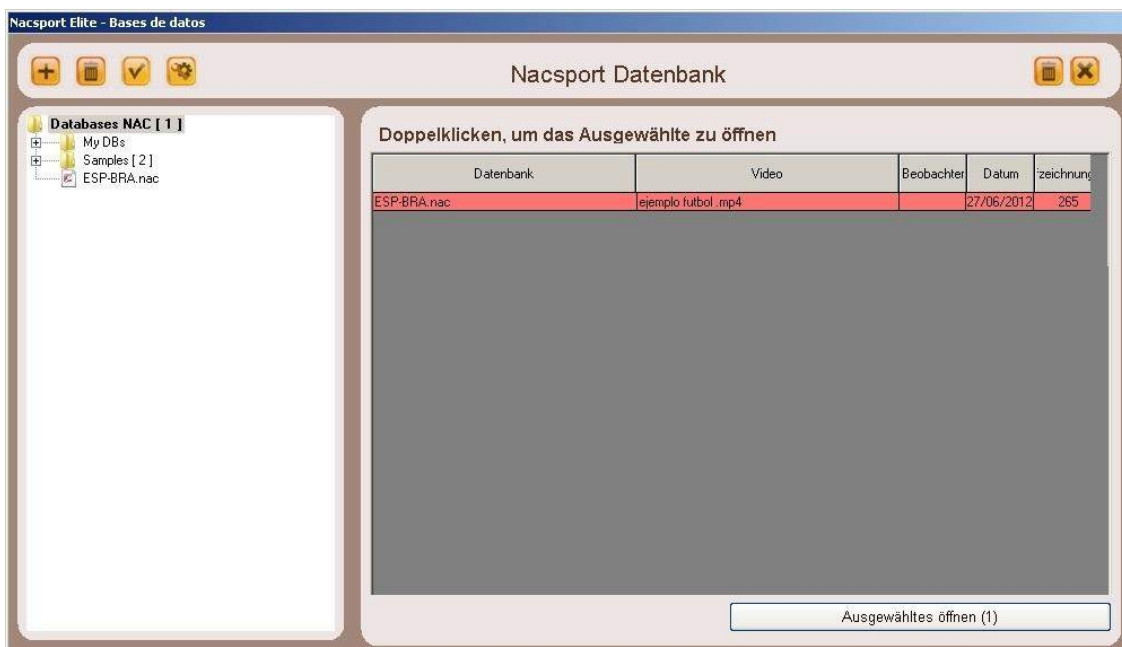 Nacsport Elite - Bases de datos
Nacsport Datenbank
Databases NAC [ 1 ]
My DBs
Samples [ 2 ]
ESP-BRA.nac
Doppelklicken, um das Ausgewählte zu öffnen
Datenbank Video Beobachter Datum zeichnung
ESP-BRA.nac ejemplo futbol .mp4 27/06/2012 265
Ausgewähltes öffnen (1)